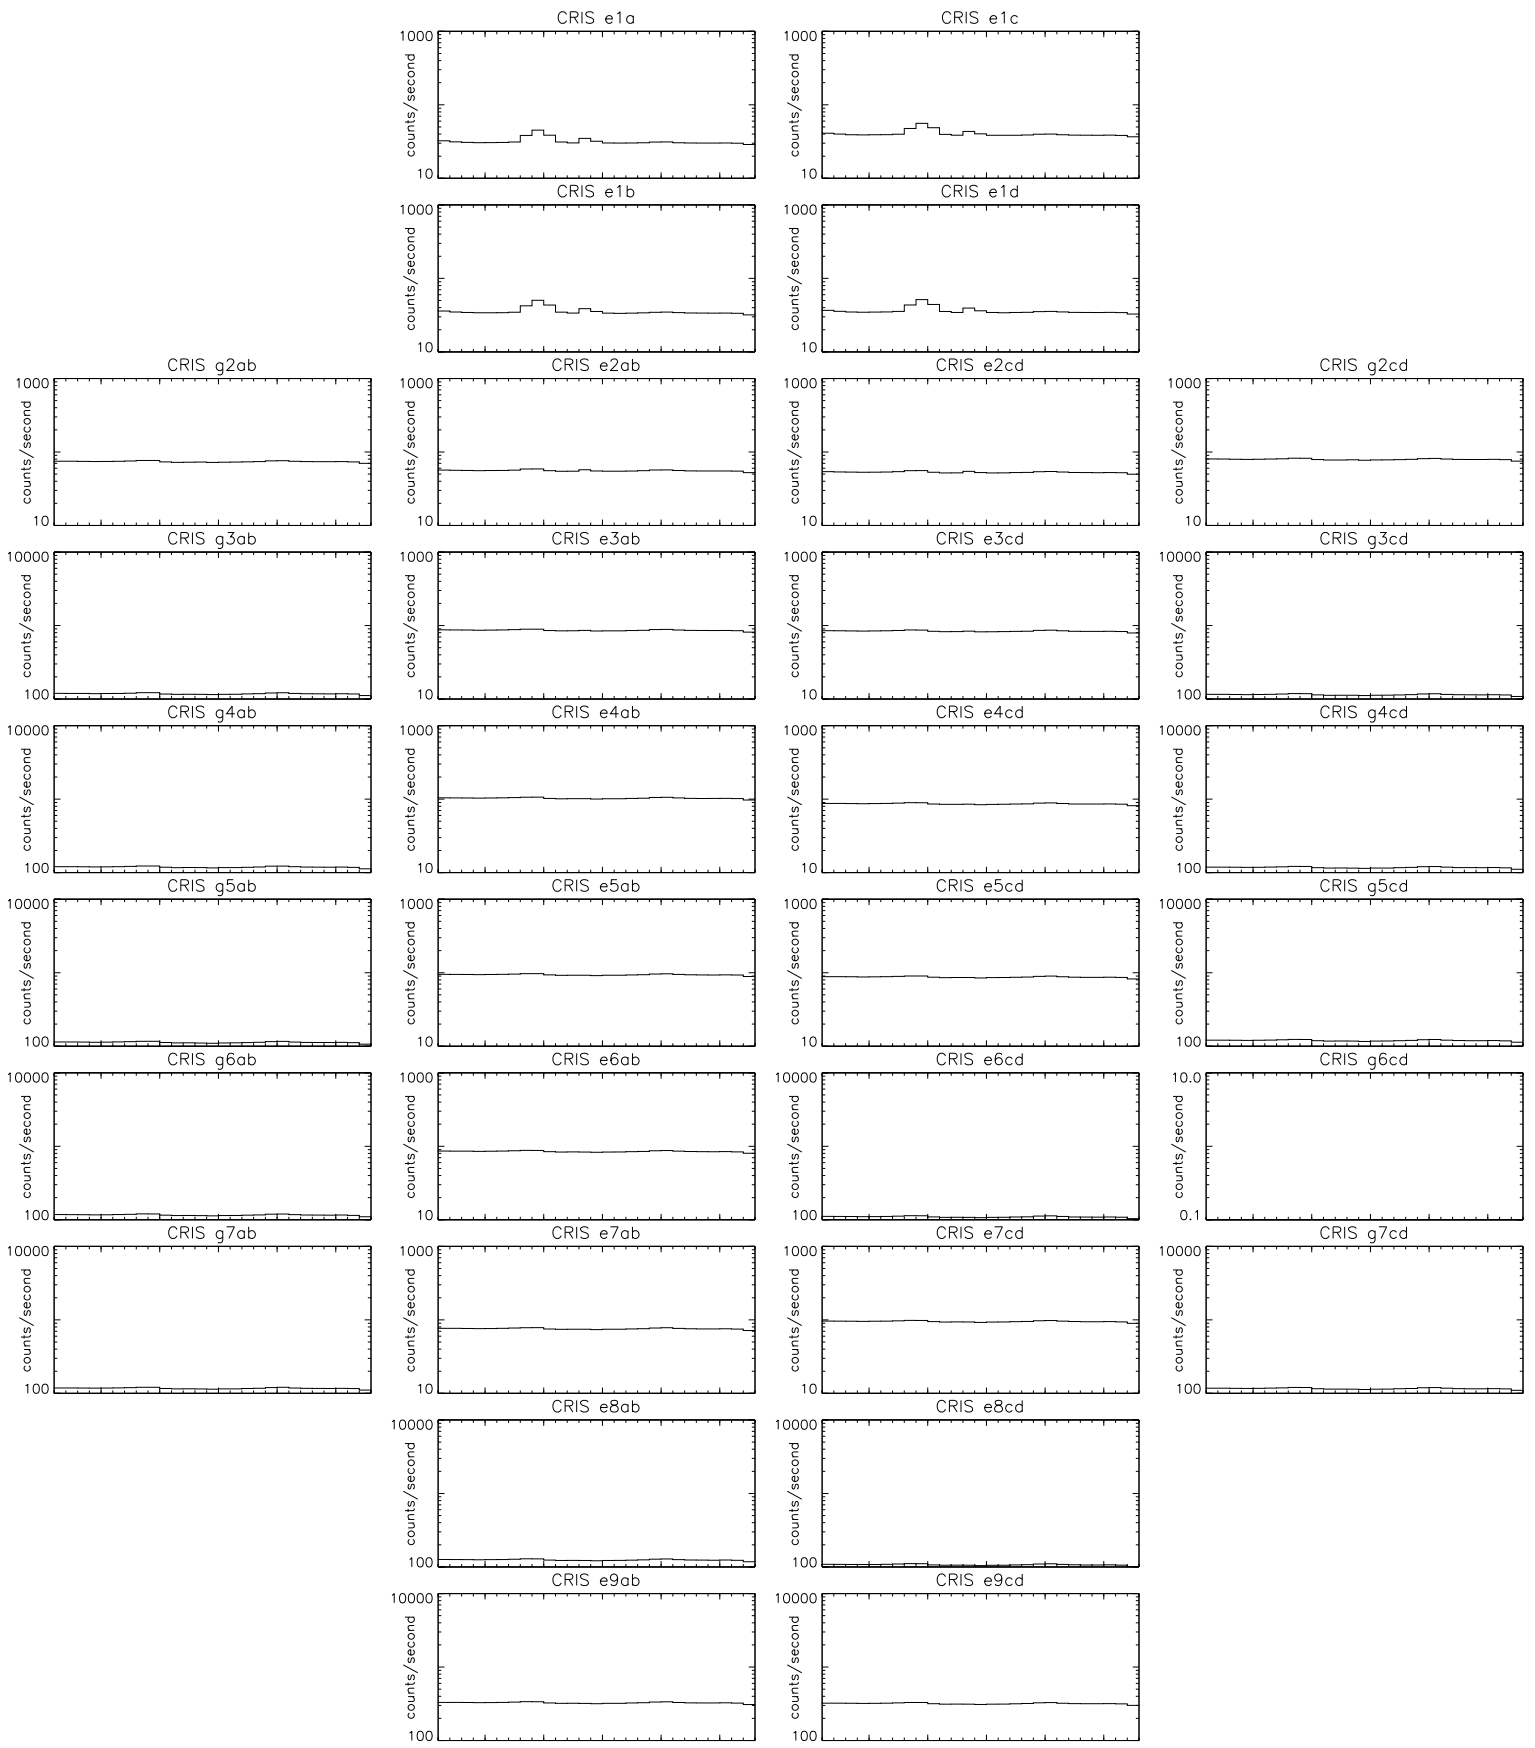 CRIS e1a
CRIS e1c
1000
counts/second
10
1000
counts/second
10
CRIS e1b
CRIS e1d
1000
counts/second
10
1000
counts/second
10
CRIS g2ab
CRIS e2ab
CRIS e2cd
CRIS g2cd
1000
counts/second
10
1000
counts/second
10
1000
counts/second
10
1000
counts/second
10
CRIS g3ab
CRIS e3ab
CRIS e3cd
CRIS g3cd
10000
counts/second
100
1000
counts/second
10
1000
counts/second
10
10000
counts/second
100
CRIS g4ab
CRIS e4ab
CRIS e4cd
CRIS g4cd
10000
counts/second
100
1000
counts/second
10
1000
counts/second
10
10000
counts/second
100
CRIS g5ab
CRIS e5ab
CRIS e5cd
CRIS g5cd
10000
counts/second
100
1000
counts/second
10
1000
counts/second
10
10000
counts/second
100
CRIS g6ab
CRIS e6ab
CRIS e6cd
CRIS g6cd
10000
counts/second
100
1000
counts/second
10
10000
counts/second
100
10.0
counts/second
0.1
CRIS g7ab
CRIS e7ab
CRIS e7cd
CRIS g7cd
10000
counts/second
100
1000
counts/second
10
1000
counts/second
10
10000
counts/second
100
CRIS e8ab
CRIS e8cd
10000
counts/second
100
10000
counts/second
100
CRIS e9ab
CRIS e9cd
10000
counts/second
100
10000
counts/second
100